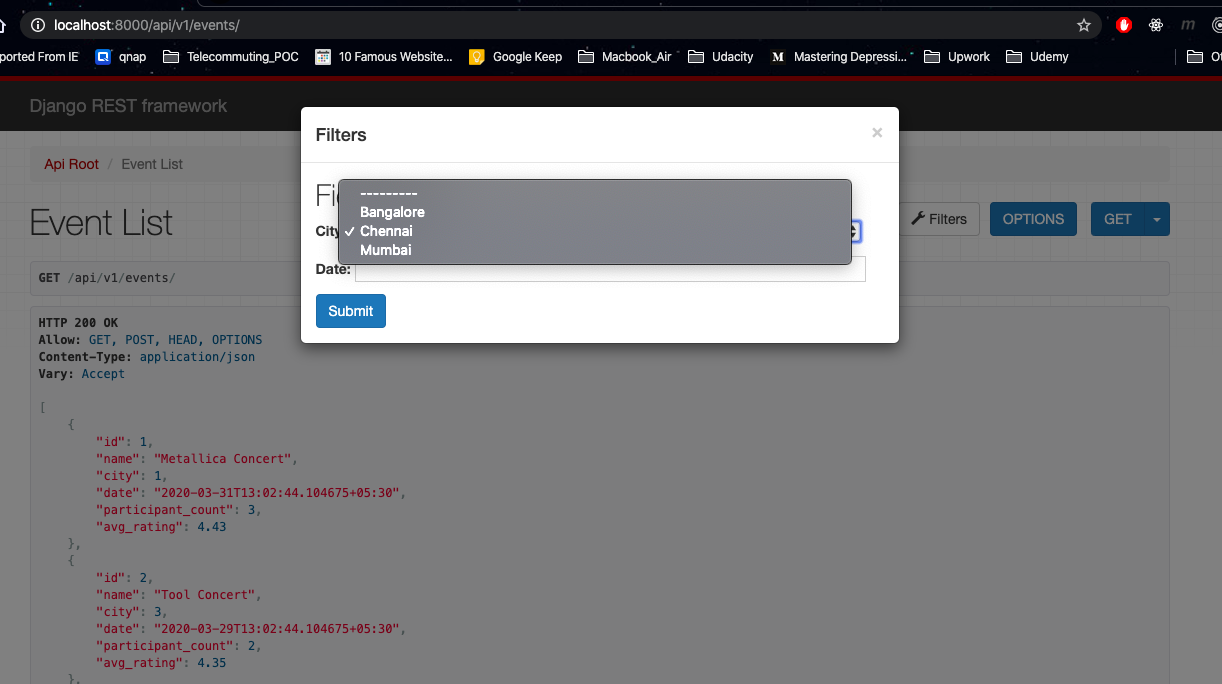 localhost:8000/api/v1/events/
ported From IE qnap Telecommuting_POC 10 Famous Website... Google Keep Macbook_Air Udacity Mastering Depressi... Upwork Udemy
Django REST framework
Filters ×
Api Root / Event List
---------
Bangalore
Event List
Filters OPTIONS GET
City ✓ Chennai
Mumbai
Date:
GET /api/v1/events/
Submit
HTTP 200 OK
Allow: GET, POST, HEAD, OPTIONS
Content-Type: application/json
Vary: Accept
[
{
"id": 1,
"name": "Metallica Concert",
"city": 1,
"date": "2020-03-31T13:02:44.104675+05:30",
"participant_count": 3,
"avg_rating": 4.43
},
{
"id": 2,
"name": "Tool Concert",
"city": 3,
"date": "2020-03-29T13:02:44.104675+05:30",
"participant_count": 2,
"avg_rating": 4.35
},